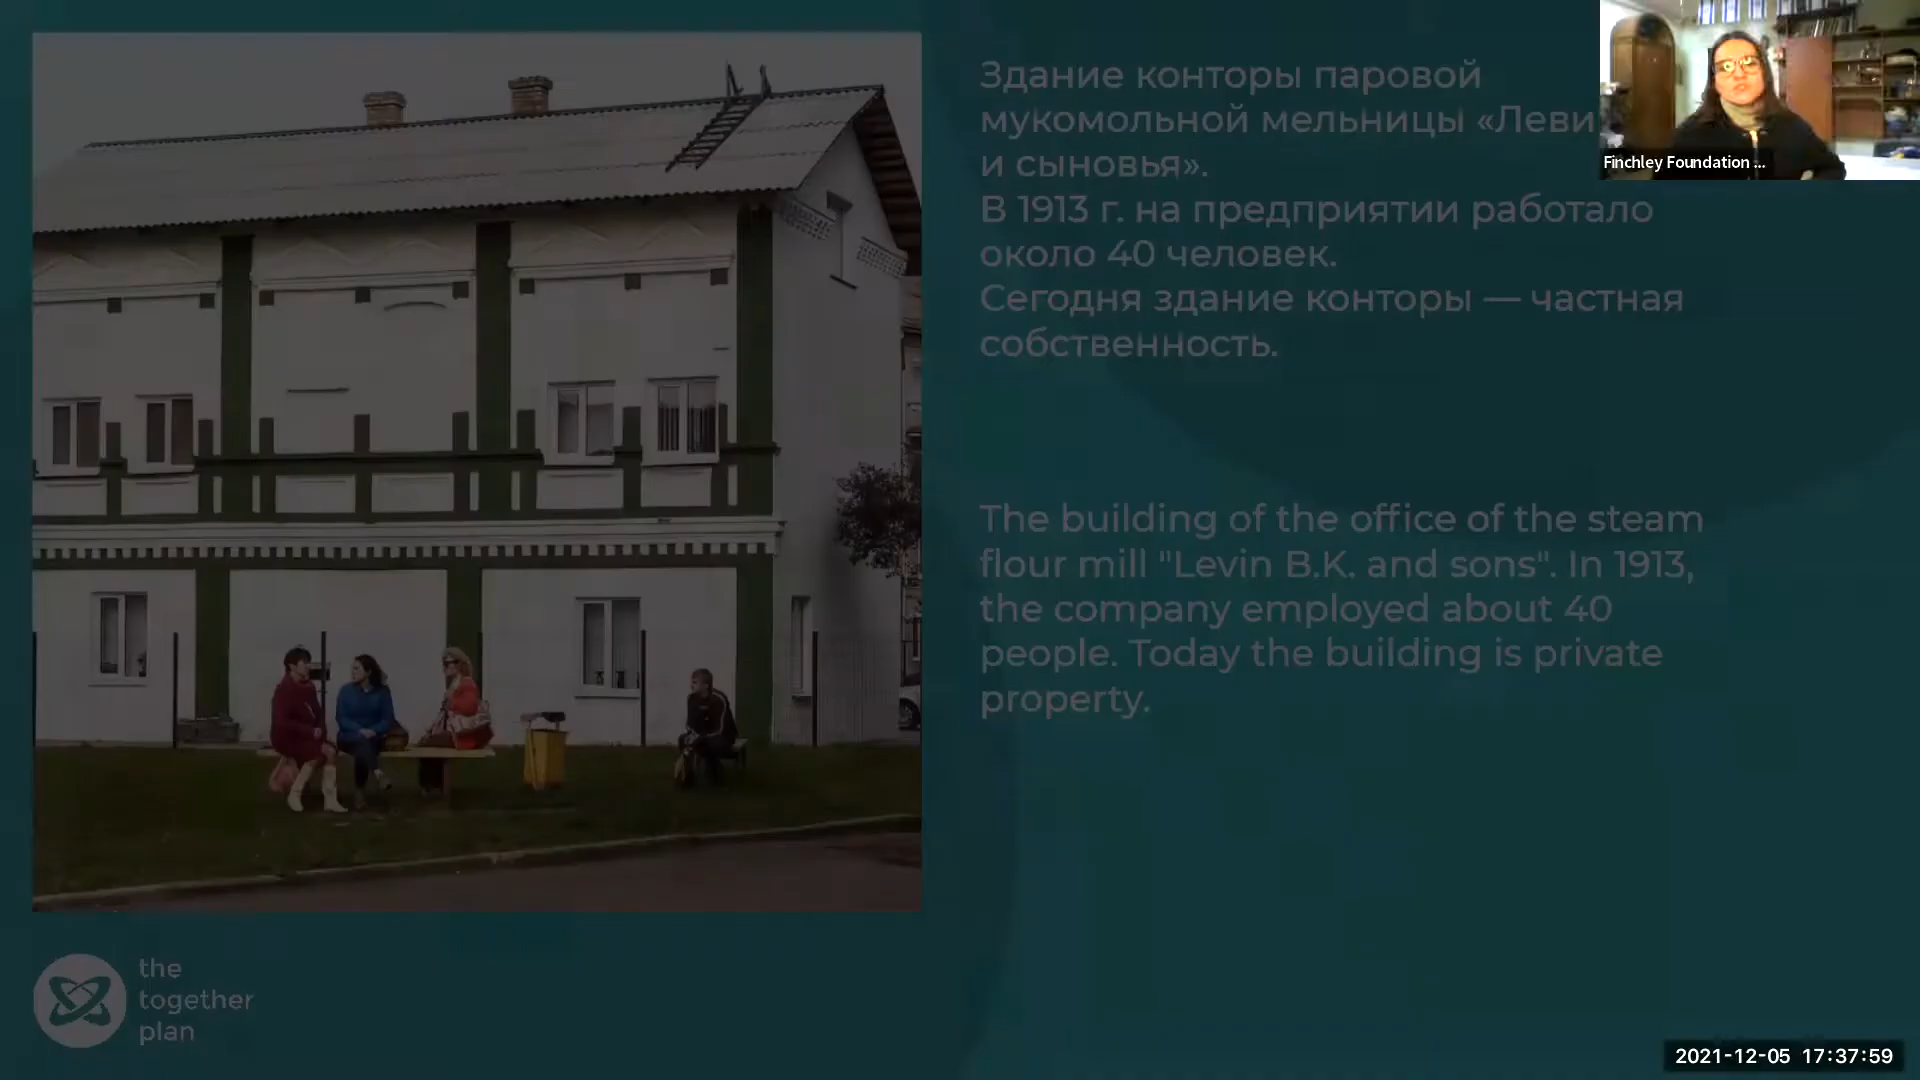 Здание конторы паровой
мукомольной мельницы «Леви
и сыновья».
В 1913 г. на предприятии работало
около 40 человек.
Сегодня здание конторы — частная
собственность.
The building of the office of the steam
flour mill "Levin B.K. and sons". In 1913,
the company employed about 40
people. Today the building is private
property.
the
together
plan
Finchley Foundation ...
2021-12-05 17:37:59